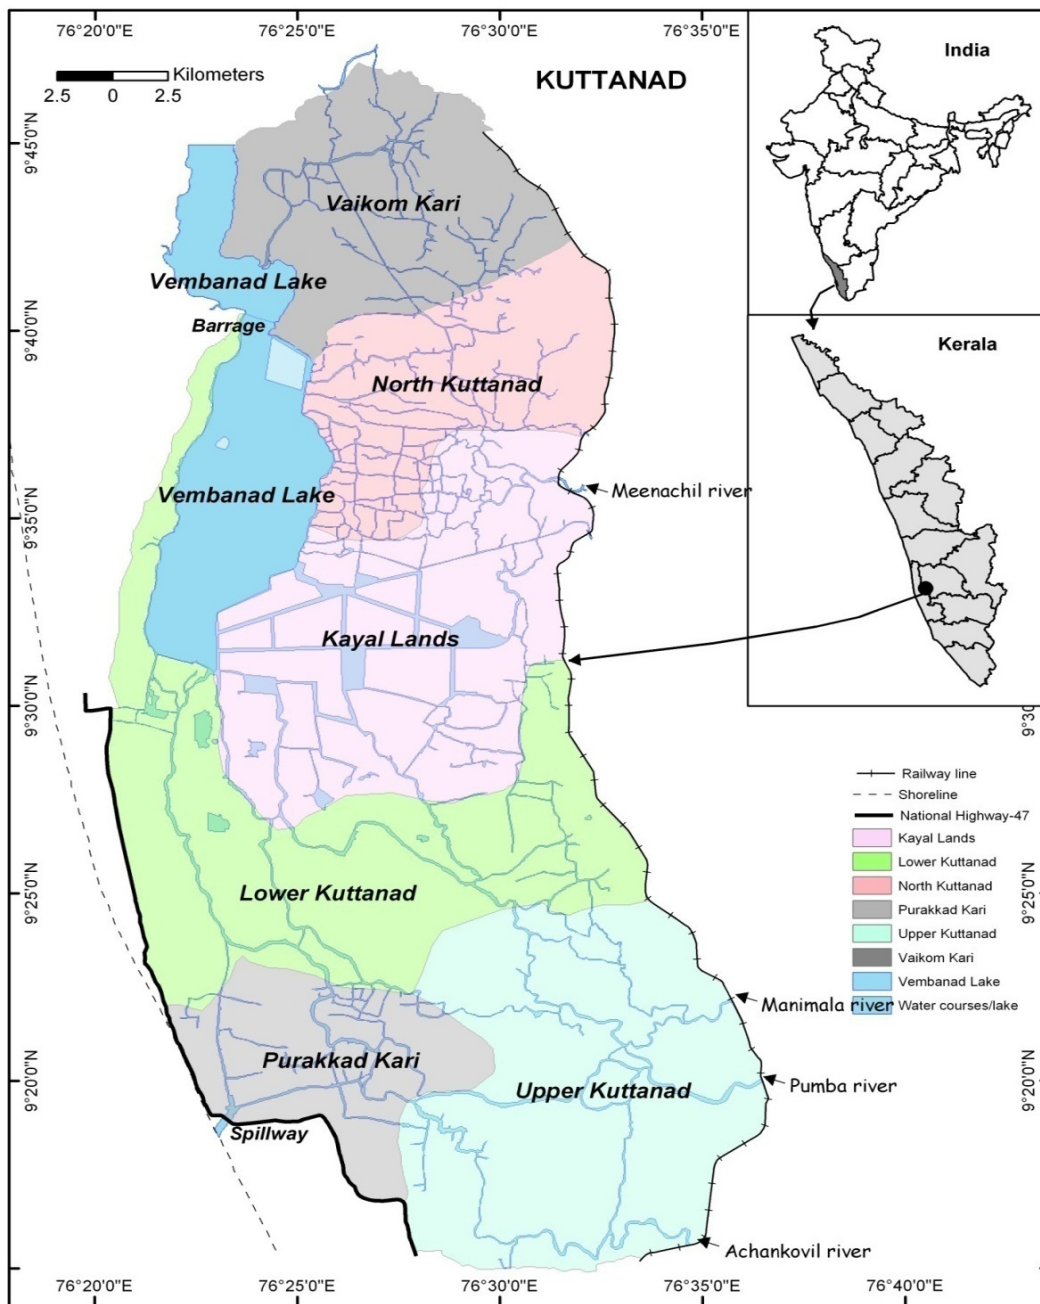 76°20'0"E 76°25'0"E 76°30'0"E 76°35'0"E
Kilometers
2.5 0 2.5
KUTTANAD
India
9°45'0"N
Vaikom Kari
Vembanad Lake
Barrage
9°40'0"N
Kerala
North Kuttanad
Meenachil river
Vembanad Lake
9°35'0"N
Kayal Lands
9°30'0"N
9°30
Railway line
Shoreline
National Highway-47
Kayal Lands
Lower Kuttanad
North Kuttanad
Purakkad Kari
Upper Kuttanad
Vaikom Kari
Vembanad Lake
Water courses/lake
Lower Kuttanad
9°25'0"N
9°25'0"N
Manimala river
Purakkad Kari
Upper Kuttanad
Pumba river
9°20'0"N
9°20'0"N
Spillway
Achankovil river
76°20'0"E 76°25'0"E 76°30'0"E 76°35'0"E 76°40'0"E